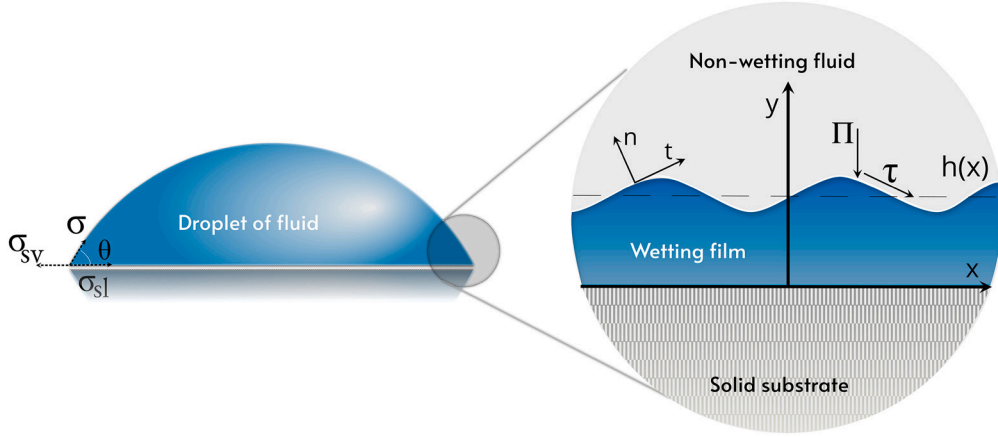 Non-wetting fluid
y
Π
n
t
h(x)
τ
Droplet of fluid
σ
σsv
θ
Wetting film
x
σsl
Solid substrate